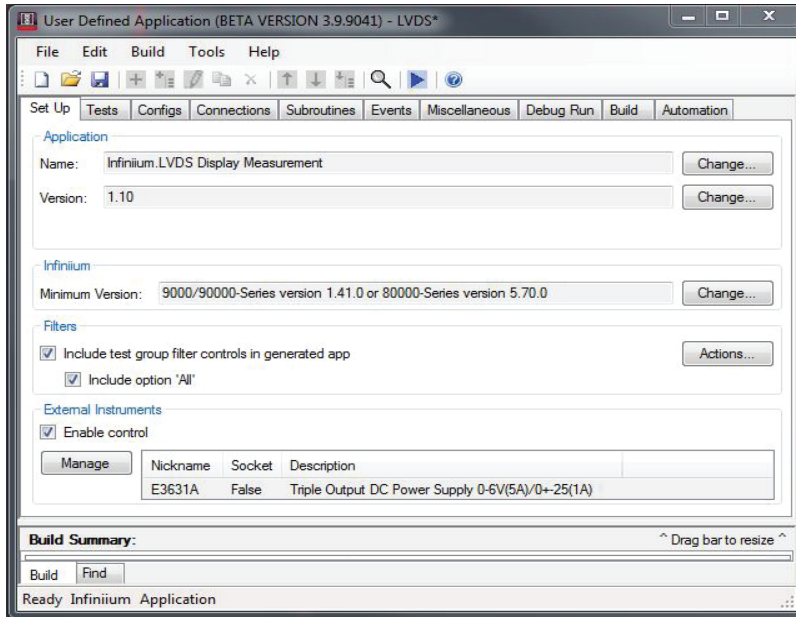 User Defined Application (BETA VERSION 3.9.9041) - LVDS*
File Edit Build Tools Help
Set Up Tests Configs Connections Subroutines Events Miscellaneous Debug Run Build Automation
Application
Name: Infiniium.LVDS Display Measurement Change...
Version: 1.10 Change...
Infiniium
Minimum Version: 9000/90000-Series version 1.41.0 or 80000-Series version 5.70.0 Change...
Filters
Include test group filter controls in generated app Actions...
Include option 'All'
External Instruments
Enable control
Manage Nickname Socket Description
E3631A False Triple Output DC Power Supply 0-6V(5A)/0+-25(1A)
Build Summary: ^ Drag bar to resize ^
Build Find
Ready Infiniium Application